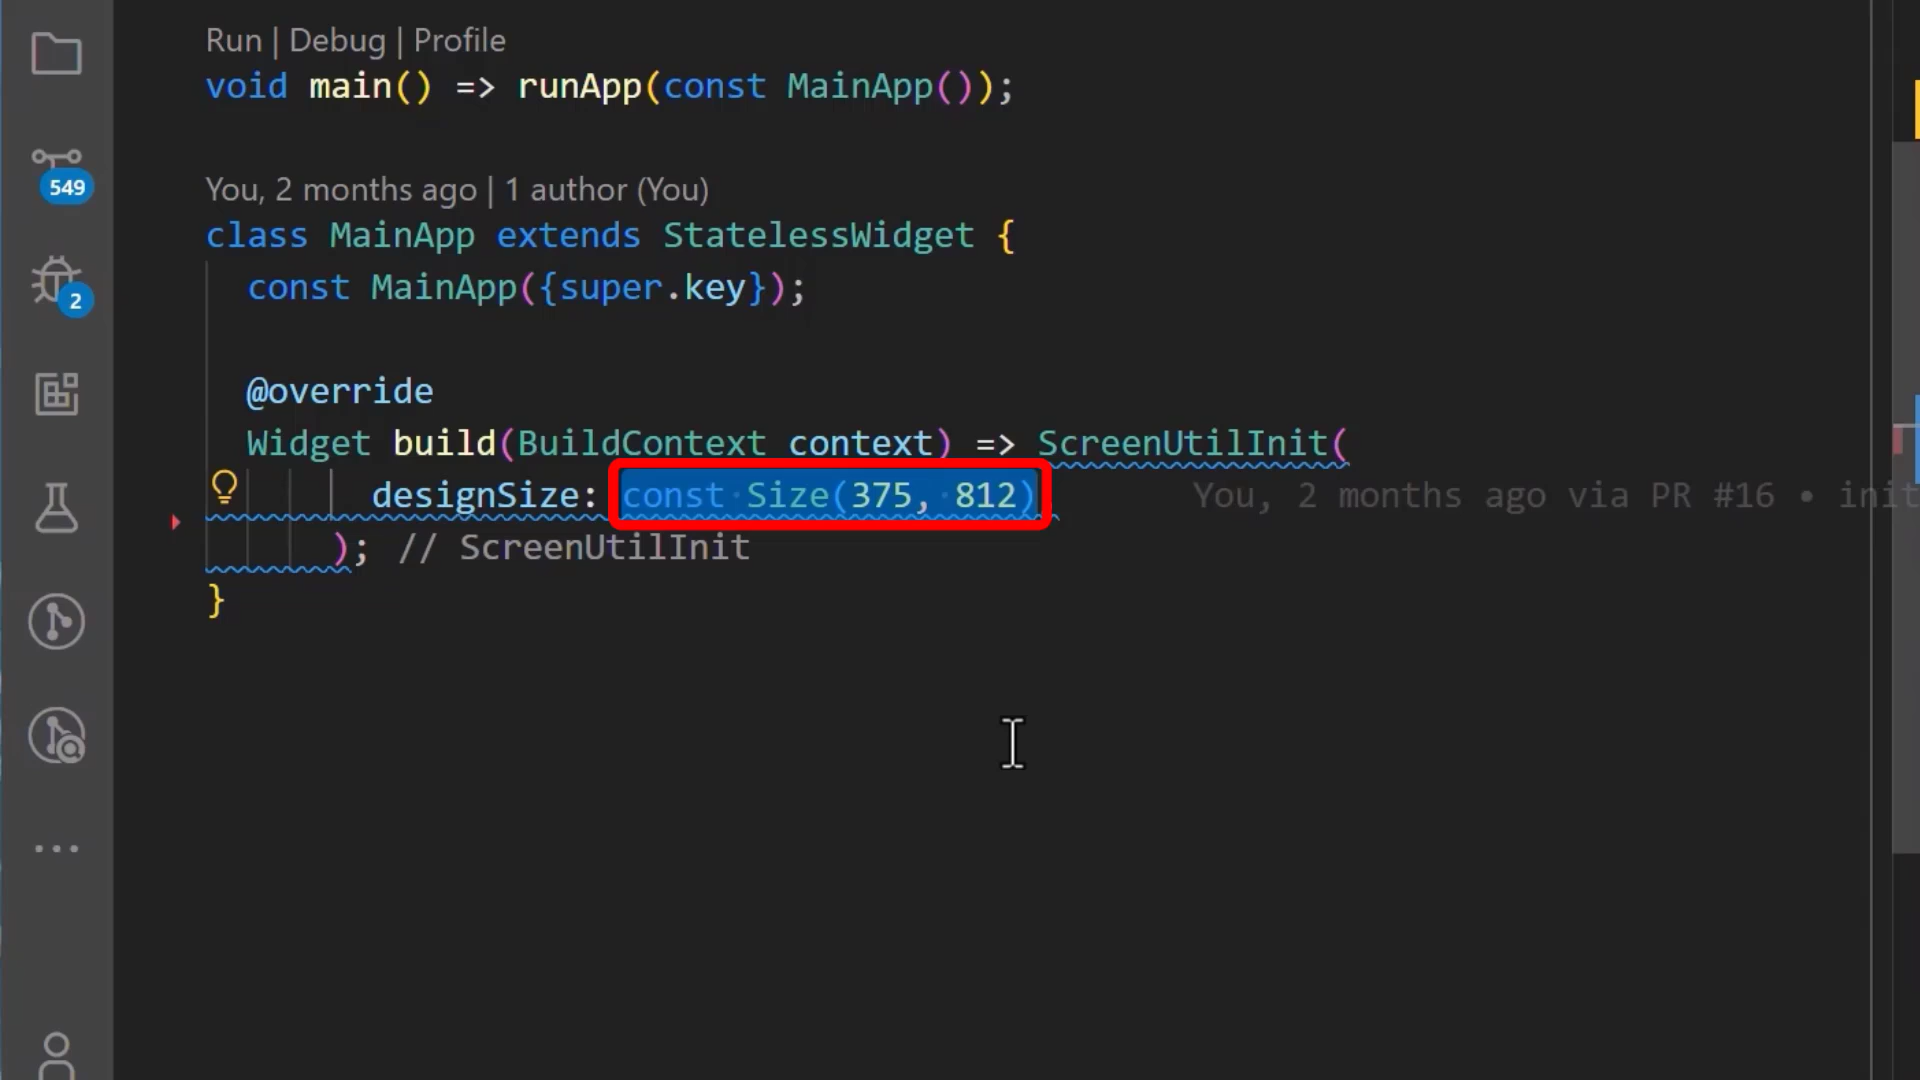 Run | Debug | Profile
void main() => runApp(const MainApp());
You, 2 months ago | 1 author (You)
class MainApp extends StatelessWidget {
const MainApp({super.key});
@override
Widget build(BuildContext context) => ScreenUtilInit(
designSize: const Size(375, 812) You, 2 months ago via PR #16 • init
); // ScreenUtilInit
}
549
2